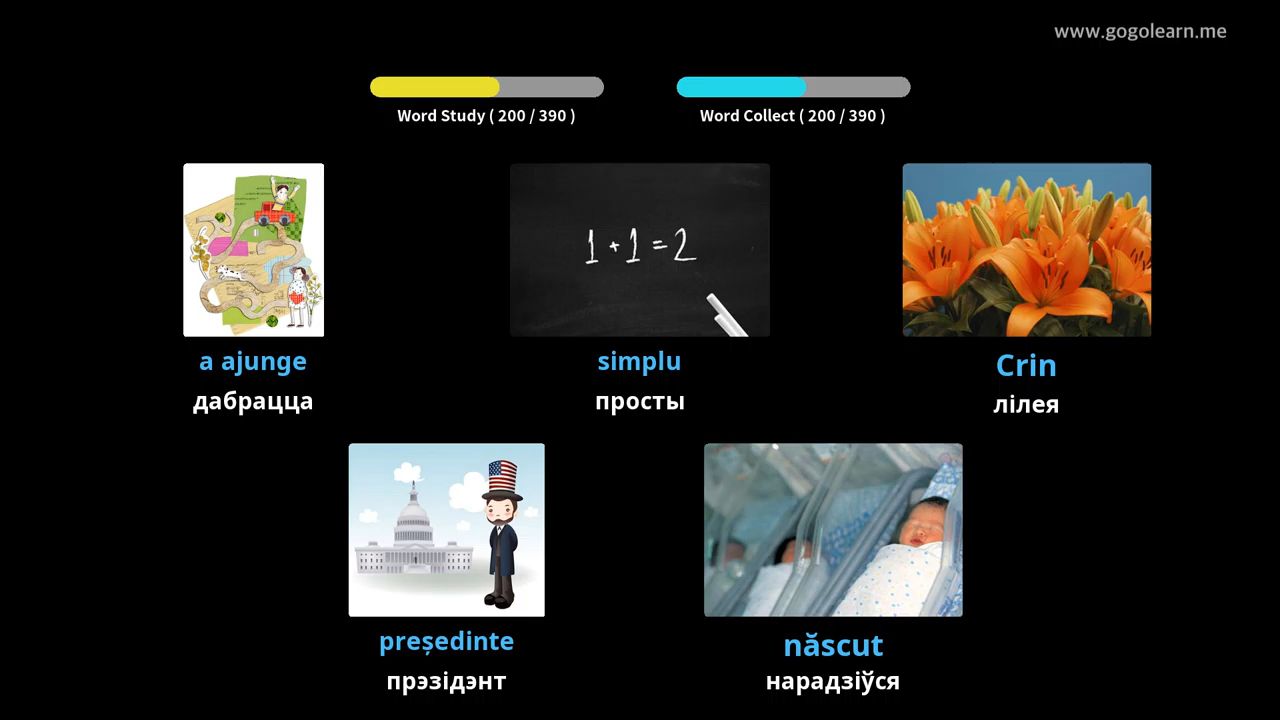 www.gogolearn.me
Word Study ( 200 / 390 )
Word Collect ( 200 / 390 )
1 + 1 = 2
a ajunge
simplu
Crin
дабрацца
просты
лілея
președinte
născut
прэзідэнт
нарадзіўся